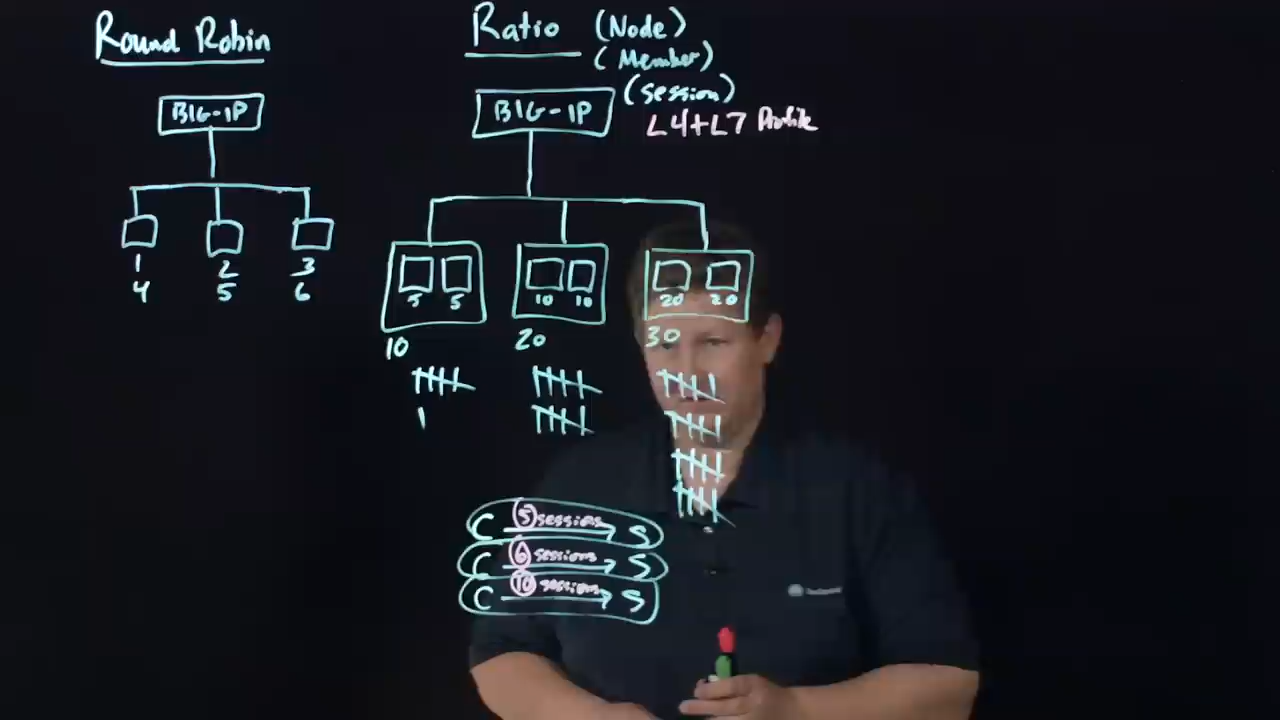 Round Robin
BIG-IP
1 2 3
4 5 6
Ratio (Node)
(Member)
(session)
L4+L7 Profile
BIG-IP
5 5 10 10 20 20
10 20 30
C 5 sessions S
C 6 sessions S
C 10 sessions S